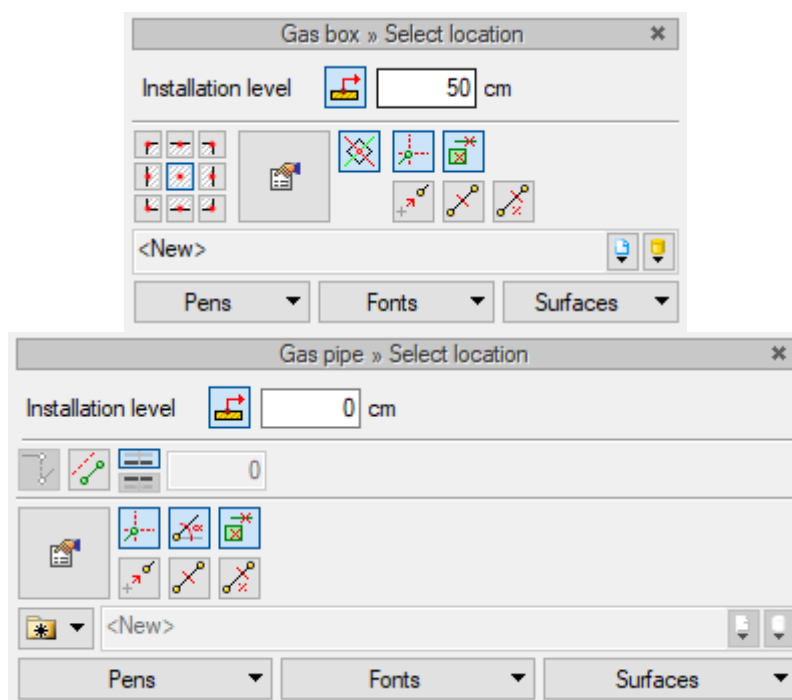 Gas box » Select location
Installation level 50 cm
<New>
Pens Fonts Surfaces
Gas pipe » Select location
Installation level 0 cm
0
<New>
Pens Fonts Surfaces